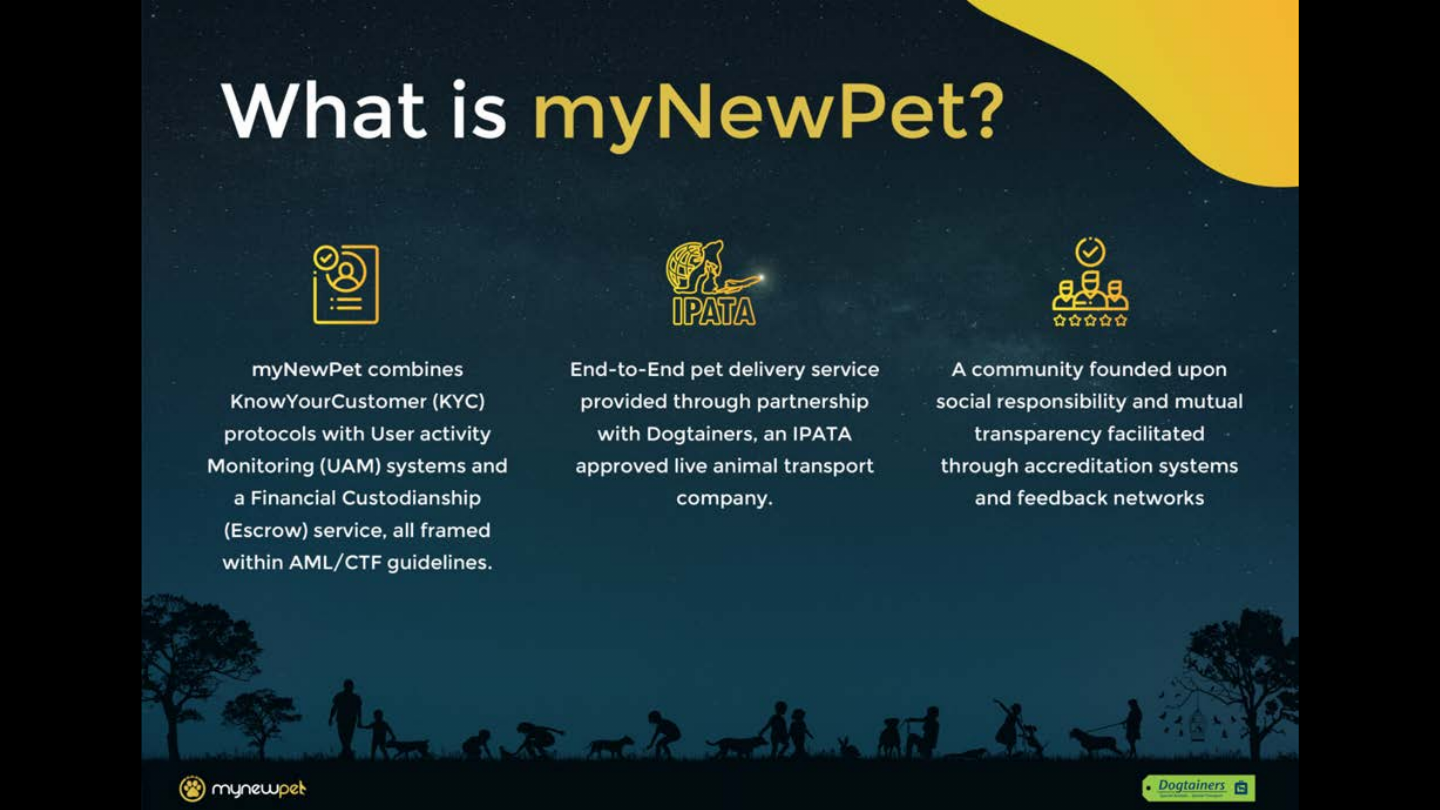 What is myNewPet?
IPATA
myNewPet combines
KnowYourCustomer (KYC)
protocols with User activity
Monitoring (UAM) systems and
a Financial Custodianship
(Escrow) service, all framed
within AML/CTF guidelines.
End-to-End pet delivery service
provided through partnership
with Dogtainers, an IPATA
approved live animal transport
company.
A community founded upon
social responsibility and mutual
transparency facilitated
through accreditation systems
and feedback networks
mynewpet
Dogtainers